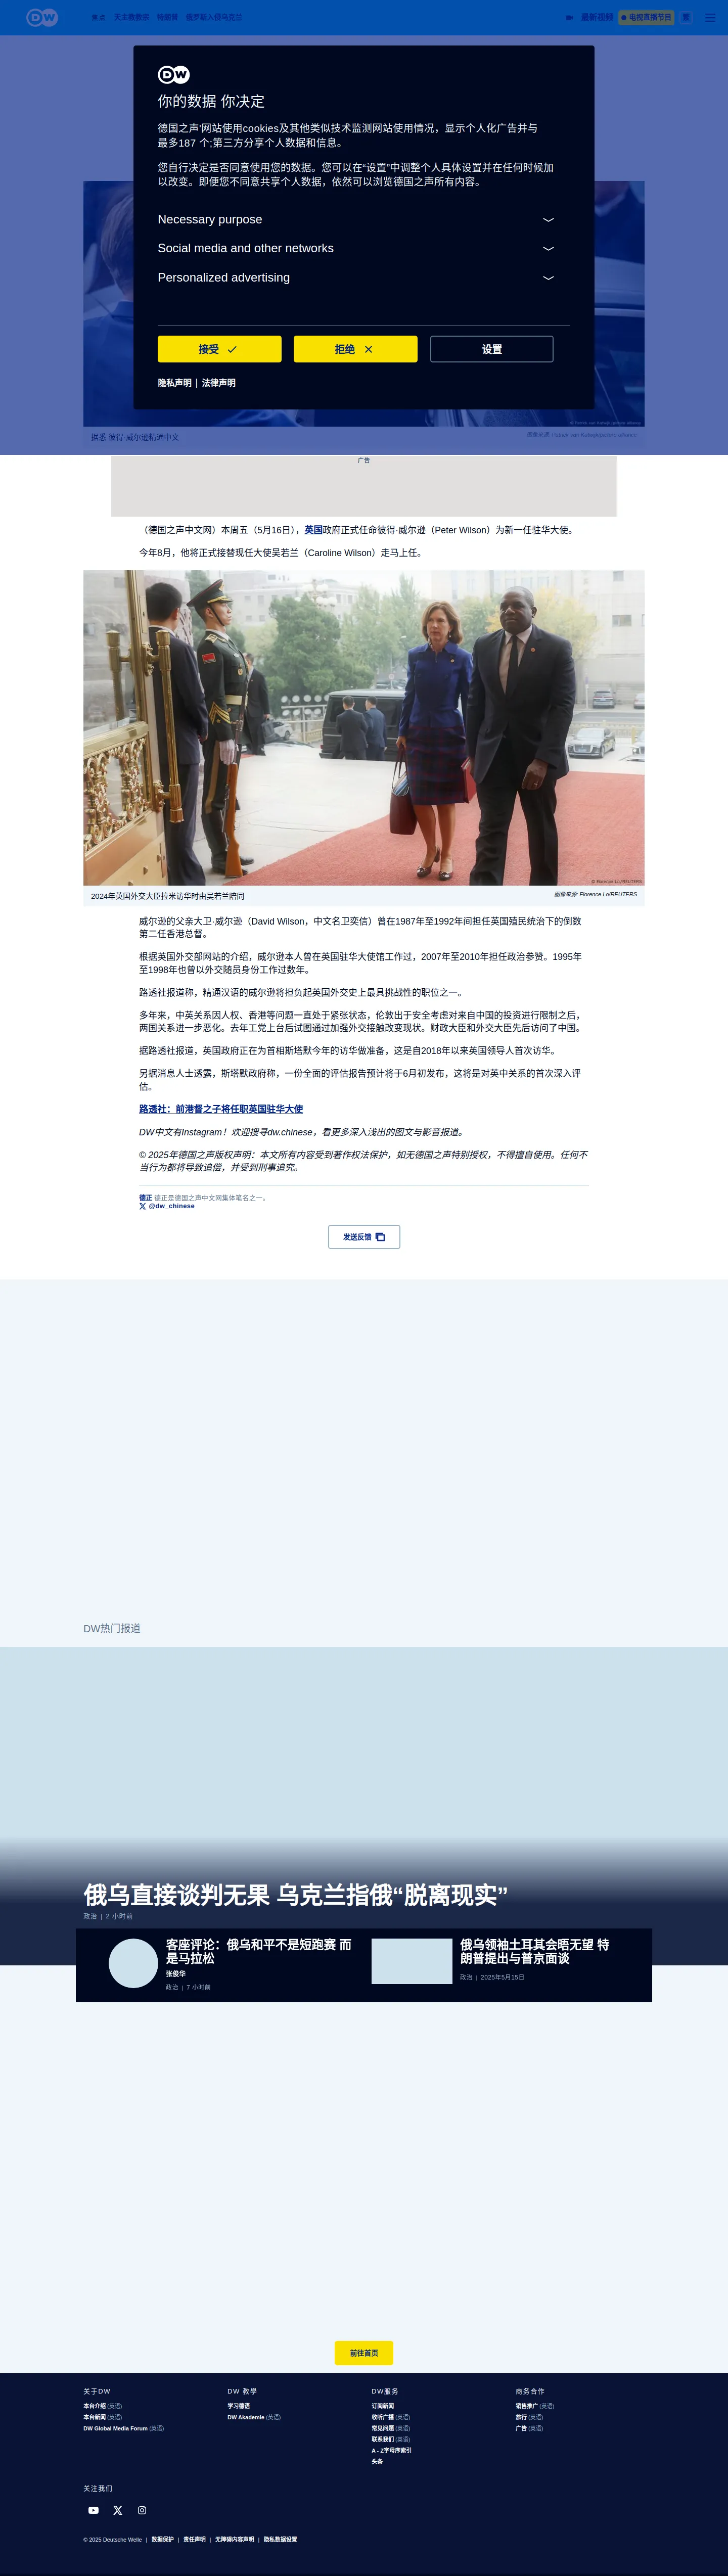 DW
焦点
天主教教宗
俄罗斯入侵乌克兰
最新视频
电视直播节目
DW
你的数据 你决定
德国之声'网站使用cookies及其他类似技术监测网站使用情况，显示个人化广告并与
最多187 个;第三方分享个人数据和信息。
您自行决定是否同意使用您的数据。您可以在“设置”中调整个人具体设置并在任何时候加
以改变。即便您不同意共享个人数据，依然可以浏览德国之声所有内容。
Necessary purpose
Social media and other networks
Personalized advertising
接受
拒绝
设置
隐私声明 | 法律声明
据悉 彼得·威尔逊精通中文
图像来源: Patrick van Katwijk/picture-alliance
广告
（德国之声中文网）本周五（5月16日），英国政府正式任命彼得·威尔逊（Peter Wilson）为新一任驻华大使。
今年8月，他将正式接替现任大使吴若兰（Caroline Wilson）走马上任。
© Florence Lo/REUTERS
2024年英国外交大臣拉米访华时由吴若兰陪同
图像来源: Florence Lo/REUTERS
威尔逊的父亲大卫·威尔逊（David Wilson，中文名卫奕信）曾在1987年至1992年间担任英国殖民统治下的倒数
第二任香港总督。
根据英国外交部网站的介绍，威尔逊本人曾在英国驻华大使馆工作过，2007年至2010年担任政治参赞。1995年
至1998年也曾以外交随员身份工作过数年。
路透社报道称，精通汉语的威尔逊将担负起英国外交史上最具挑战性的职位之一。
多年来，中英关系因人权、香港等问题一直处于紧张状态，伦敦出于安全考虑对来自中国的投资进行限制之后，
两国关系进一步恶化。去年工党上台后试图通过加强外交接触改变现状。财政大臣和外交大臣先后访问了中国。
据路透社报道，英国政府正在为首相斯塔默今年的访华做准备，这是自2018年以来英国领导人首次访华。
另据消息人士透露，斯塔默政府称，一份全面的评估报告预计将于6月初发布，这将是对英中关系的首次深入评
估。
路透社：前港督之子将任职英国驻华大使
DW中文有Instagram！欢迎搜寻dw.chinese，看更多深入浅出的图文与影音报道。
© 2025年德国之声版权声明：本文所有内容受到著作权法保护，如无德国之声特别授权，不得擅自使用。任何不
当行为都将导致追偿，并受到刑事追究。
德正 德正是德国之声中文网集体笔名之一。
@dw_chinese
发送反馈
DW热门报道
俄乌直接谈判无果 乌克兰指俄“脱离现实”
政治 | 2 小时前
客座评论：俄乌和平不是短跑赛 而
是马拉松
张俊华
政治 | 7 小时前
俄乌领袖土耳其会晤无望 特
朗普提出与普京面谈
政治 | 2025年5月15日
前往首页
关于DW
本台介绍 (英语)
本台新闻 (英语)
DW Global Media Forum (英语)
DW 教學
学习德语
DW Akademie (英语)
DW服务
订阅新闻
收听广播 (英语)
常见问题 (英语)
联系我们 (英语)
A - Z字母序索引
头条
商务合作
销售推广 (英语)
旅行 (英语)
广告 (英语)
关注我们
© 2025 Deutsche Welle | 数据保护 | 责任声明 | 无障碍内容声明 | 隐私数据设置